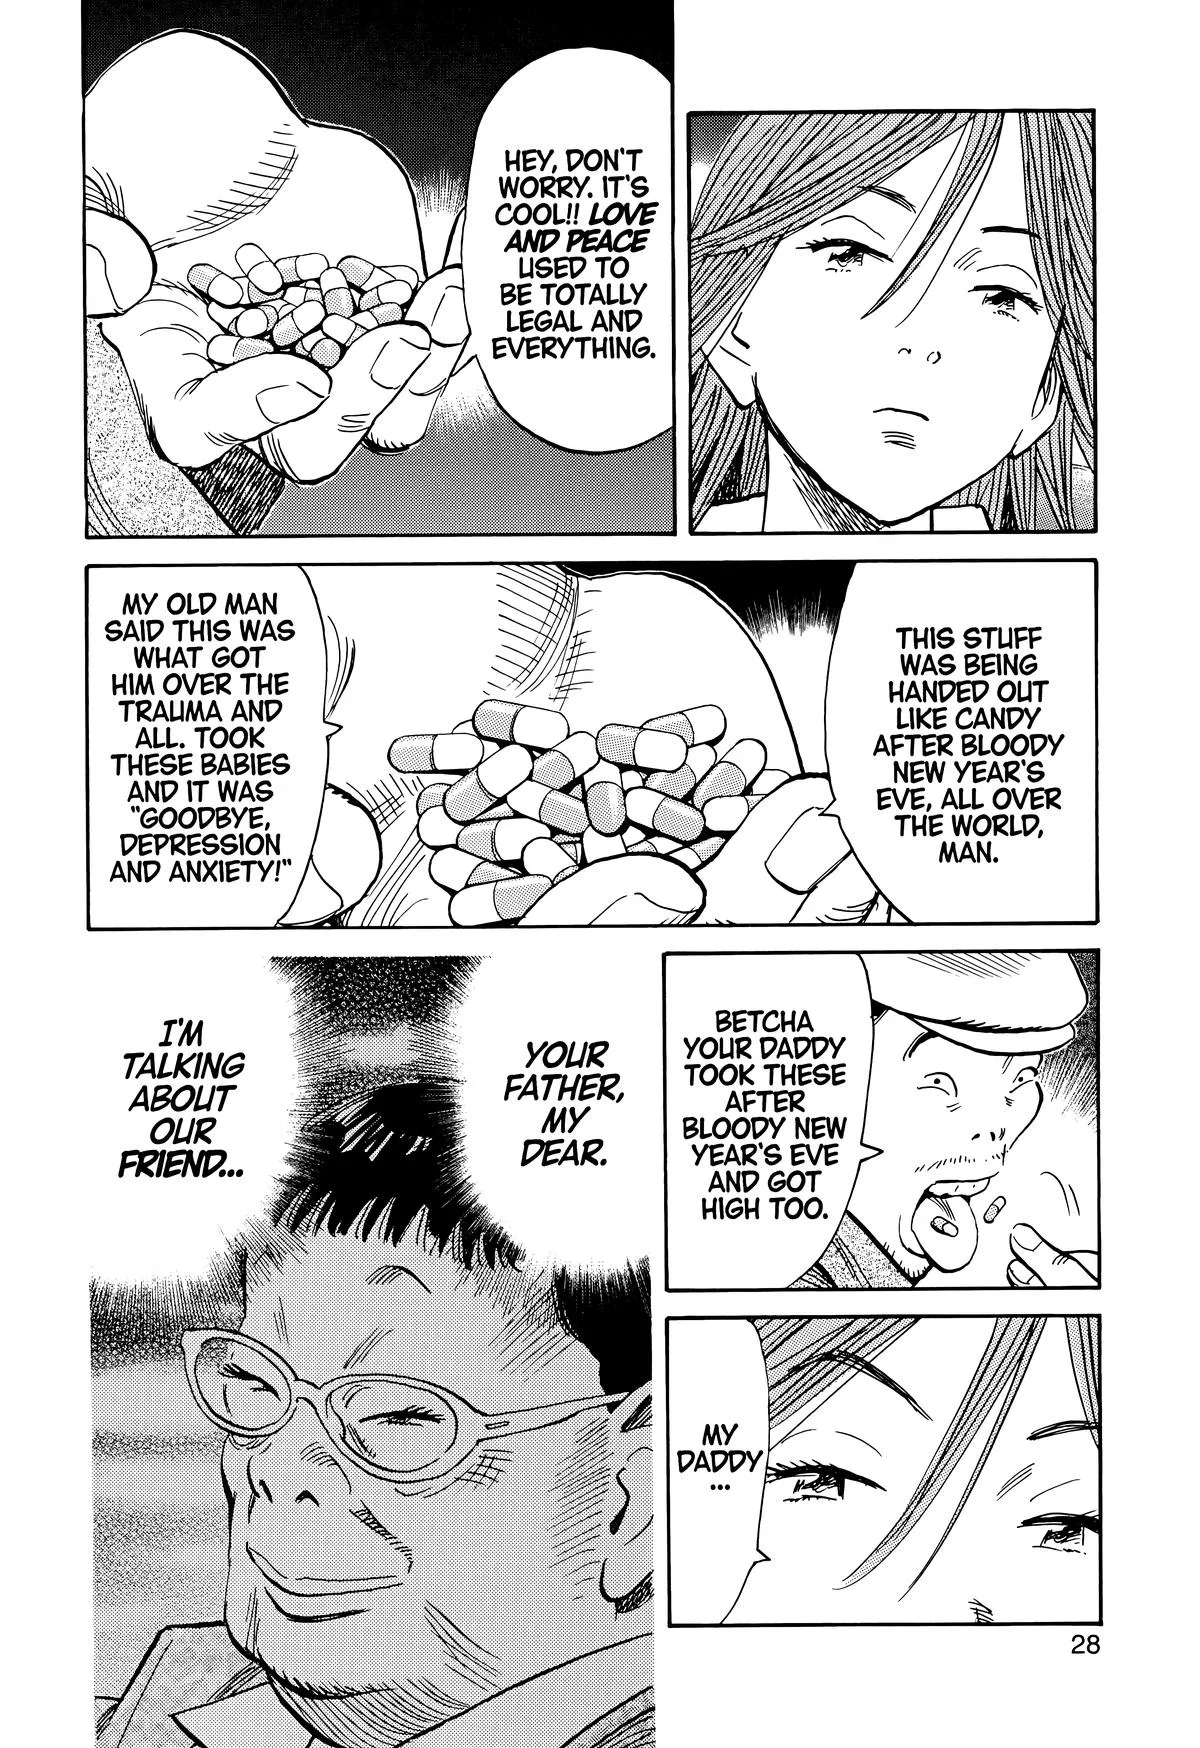 HEY, DON'T
WORRY. IT'S
COOL!! LOVE
AND PEACE
USED TO
BE TOTALLY
LEGAL AND
EVERYTHING.
THIS STUFF
WAS BEING
HANDED OUT
LIKE CANDY
AFTER BLOODY
NEW YEAR'S
EVE, ALL OVER
THE WORLD,
MAN.
MY OLD MAN
SAID THIS WAS
WHAT GOT
HIM OVER THE
TRAUMA AND
ALL. TOOK
THESE BABIES
AND IT WAS
"GOODBYE,
DEPRESSION
AND ANXIETY!"
BETCHA
YOUR DADDY
TOOK THESE
AFTER
BLOODY NEW
YEAR'S EVE
AND GOT
HIGH TOO.
MY
DADDY
...
YOUR
FATHER,
MY
DEAR.
I'M
TALKING
ABOUT
OUR
FRIEND...
28